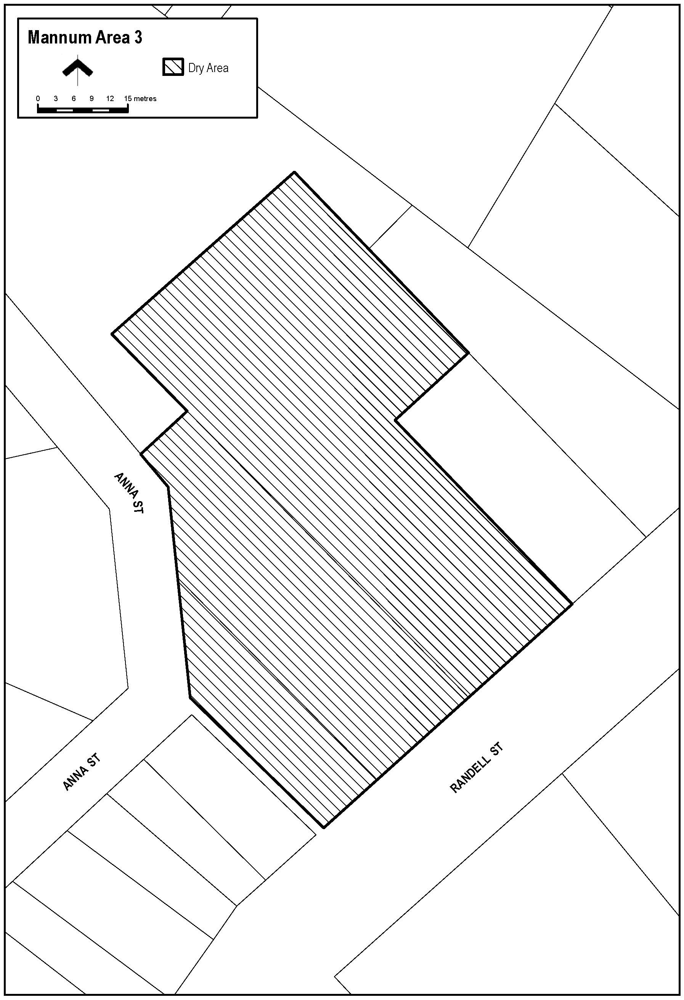 Mannum Area 3
Dry Area
0 3 6 9 12 15 metres
ANNA ST
ANNA ST
RANDELL ST